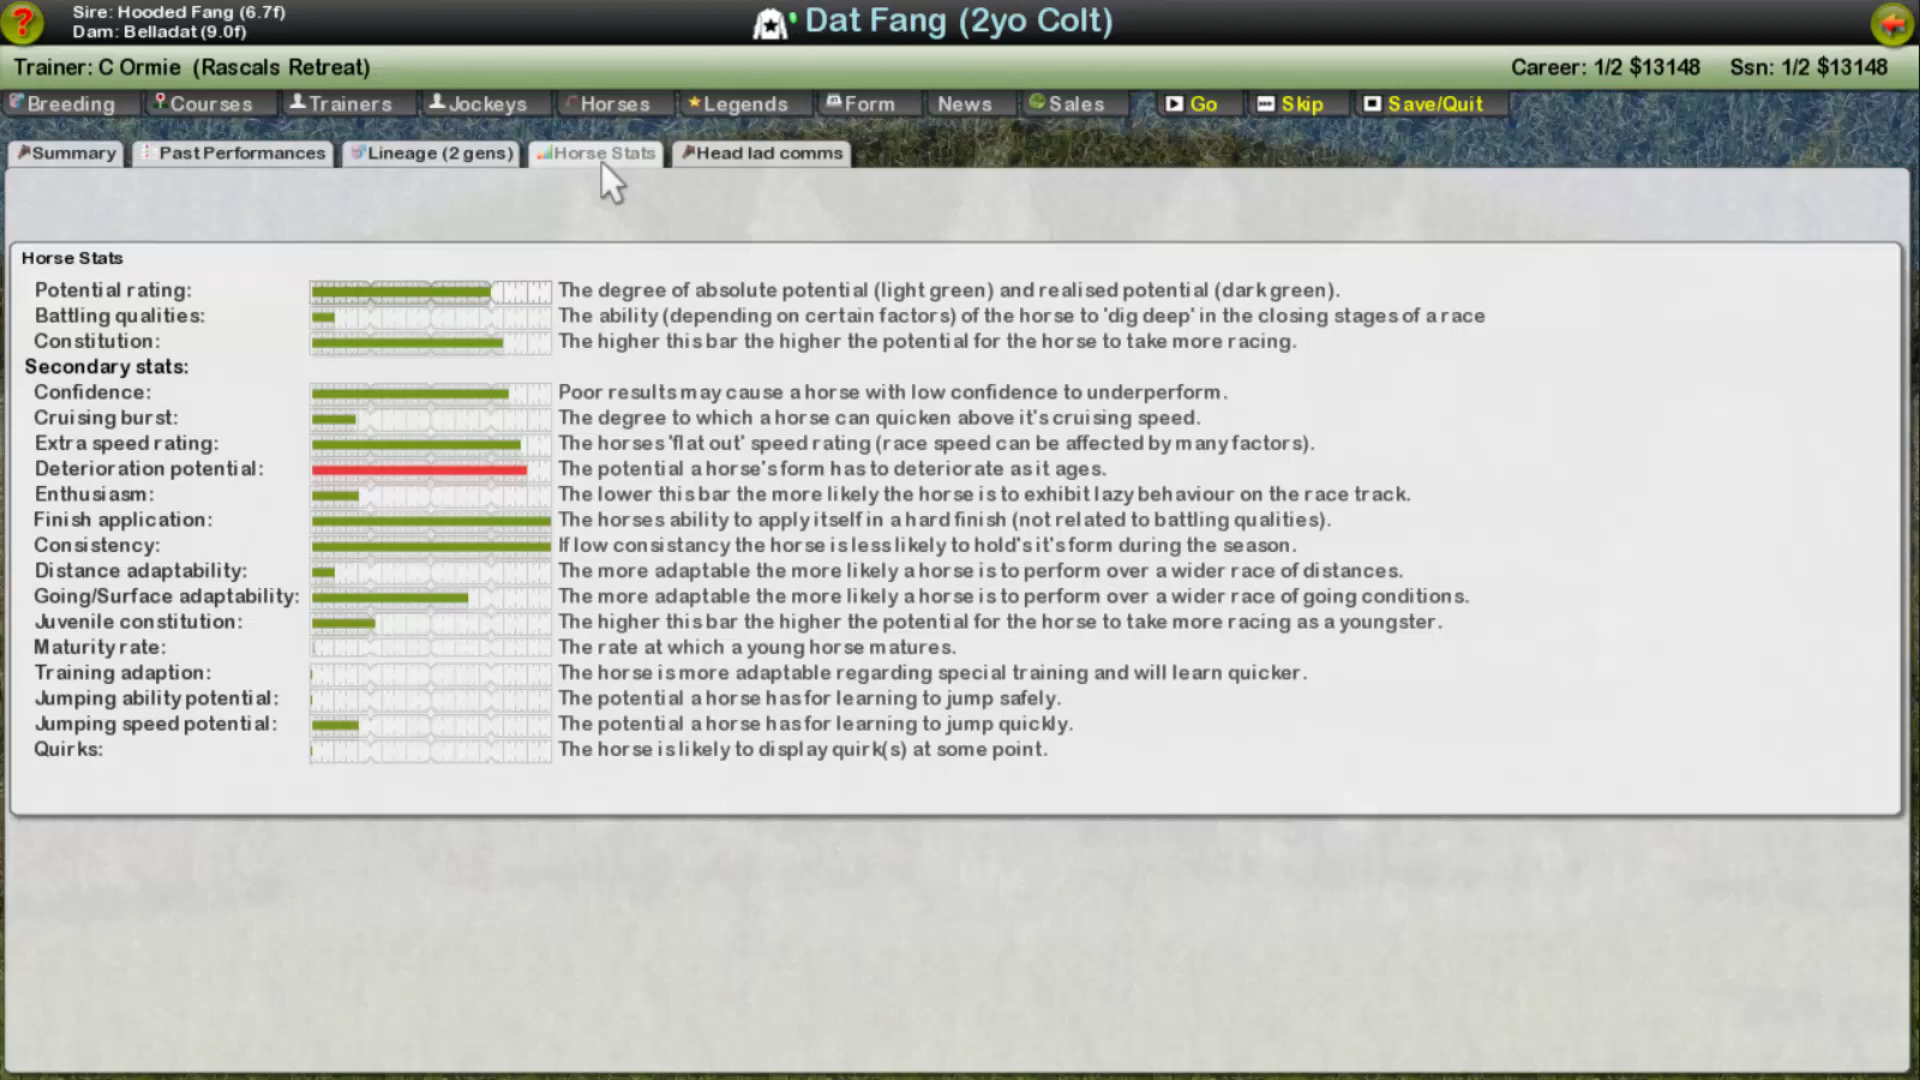 Sire: Hooded Fang (6.7f)
Dam: Belladat (9.0f)
Dat Fang (2yo Colt)
Trainer: C Ormie (Rascals Retreat)
Career: 1/2 $13148 Ssn: 1/2 $13148
Breeding Courses Trainers Jockeys Horses Legends Form News Sales Go Skip Save/Quit
Summary Past Performances Lineage (2 gens) Horse Stats Head lad comms
Horse Stats
Potential rating: The degree of absolute potential (light green) and realised potential (dark green).
Battling qualities: The ability (depending on certain factors) of the horse to 'dig deep' in the closing stages of a race
Constitution: The higher this bar the higher the potential for the horse to take more racing.
Secondary stats:
Confidence: Poor results may cause a horse with low confidence to underperform.
Cruising burst: The degree to which a horse can quicken above it's cruising speed.
Extra speed rating: The horses 'flat out' speed rating (race speed can be affected by many factors).
Deterioration potential: The potential a horse's form has to deteriorate as it ages.
Enthusiasm: The lower this bar the more likely the horse is to exhibit lazy behaviour on the race track.
Finish application: The horses ability to apply itself in a hard finish (not related to battling qualities).
Consistency: If low consistancy the horse is less likely to hold's it's form during the season.
Distance adaptability: The more adaptable the more likely a horse is to perform over a wider race of distances.
Going/Surface adaptability: The more adaptable the more likely a horse is to perform over a wider race of going conditions.
Juvenile constitution: The higher this bar the higher the potential for the horse to take more racing as a youngster.
Maturity rate: The rate at which a young horse matures.
Training adaption: The horse is more adaptable regarding special training and will learn quicker.
Jumping ability potential: The potential a horse has for learning to jump safely.
Jumping speed potential: The potential a horse has for learning to jump quickly.
Quirks: The horse is likely to display quirk(s) at some point.